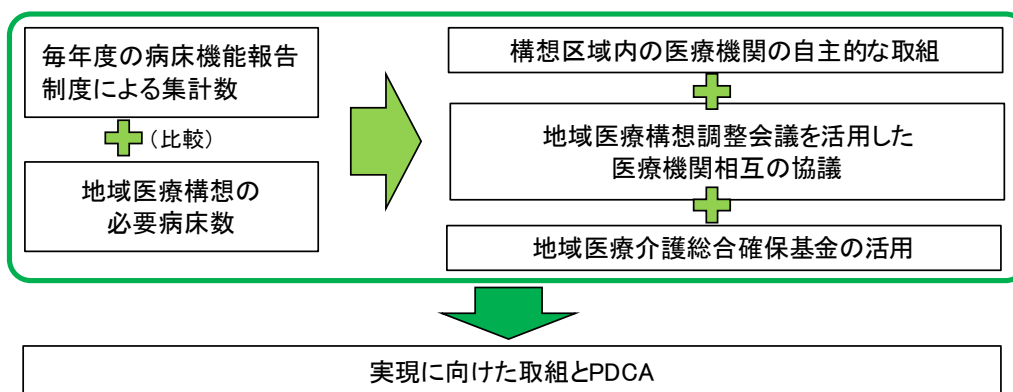 毎年度の病床機能報告
制度による集計数
（比較）
地域医療構想の
必要病床数
構想区域内の医療機関の自主的な取組
地域医療構想調整会議を活用した
医療機関相互の協議
地域医療介護総合確保基金の活用
実現に向けた取組とPDCA